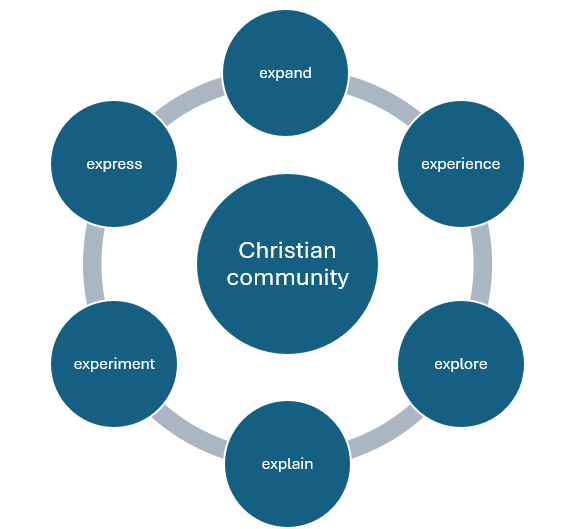 expand
experience
explore
explain
experiment
express
Christian
community